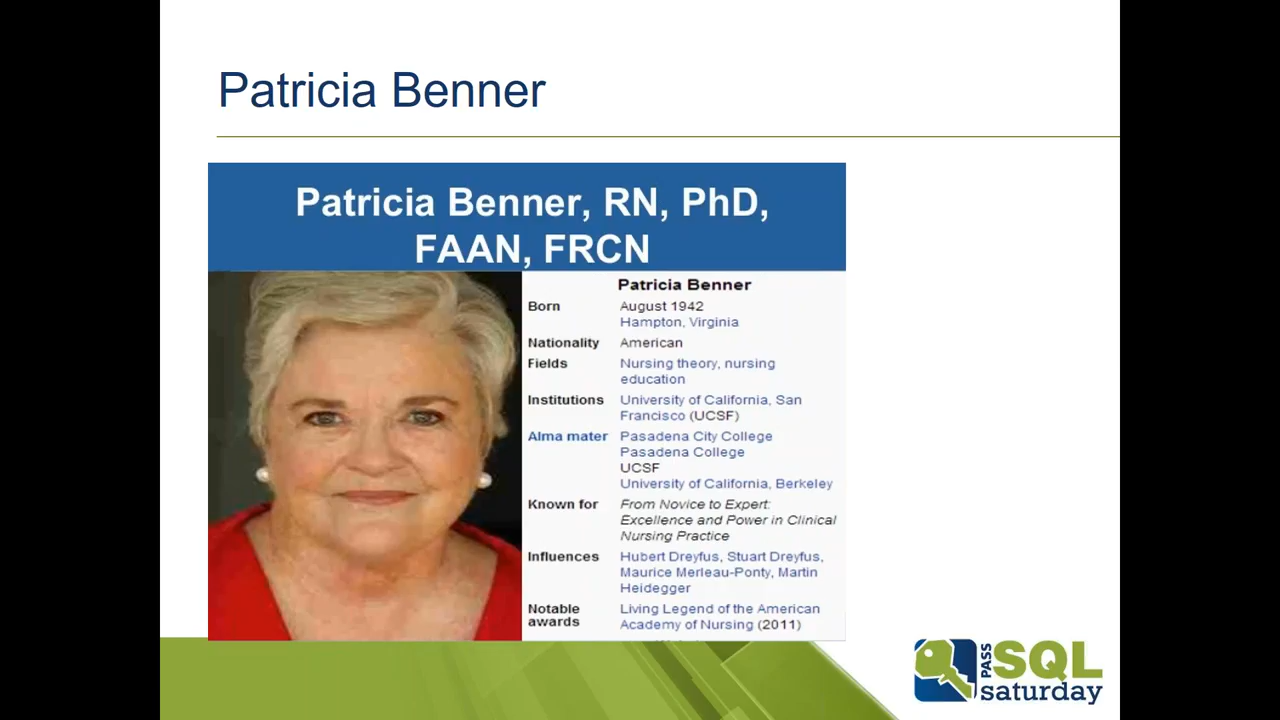 Patricia Benner
Patricia Benner, RN, PhD,
FAAN, FRCN
Patricia Benner
Born August 1942
Hampton, Virginia
Nationality American
Fields Nursing theory, nursing
education
Institutions University of California, San
Francisco (UCSF)
Alma mater Pasadena City College
Pasadena College
UCSF
University of California, Berkeley
Known for From Novice to Expert:
Excellence and Power in Clinical
Nursing Practice
Influences Hubert Dreyfus, Stuart Dreyfus,
Maurice Merleau-Ponty, Martin
Heidegger
Notable Living Legend of the American
awards Academy of Nursing (2011)
PASS SQL
saturday